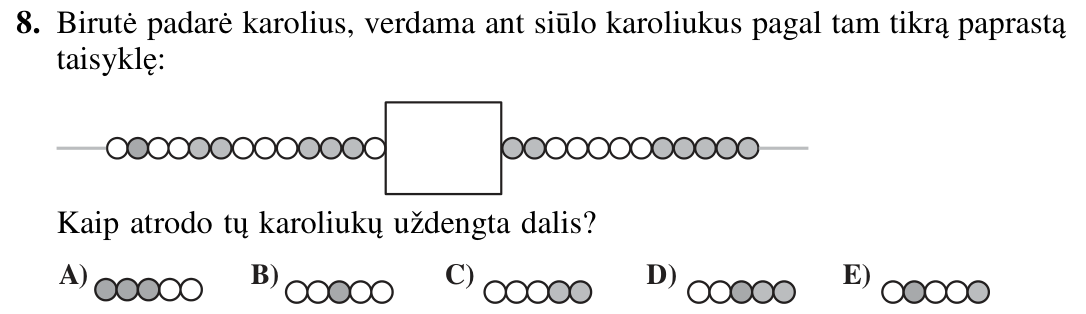 8. Birutė padarė karolius, verdama ant siūlo karoliukus pagal tam tikrą paprastą
taisyklę:
Kaip atrodo tų karoliukų uždengta dalis?
A) B) C) D) E)